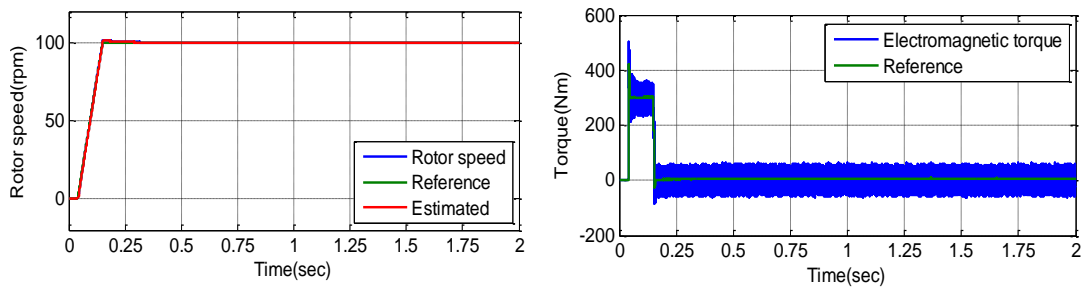 Rotor speed(rpm)
100
50
0
Rotor speed
Reference
Estimated
0 0.25 0.5 0.75 1 1.25 1.5 1.75 2
Time(sec)
Torque(Nm)
600
400
200
0
-200
Electromagnetic torque
Reference
0 0.25 0.5 0.75 1 1.25 1.5 1.75 2
Time(sec)